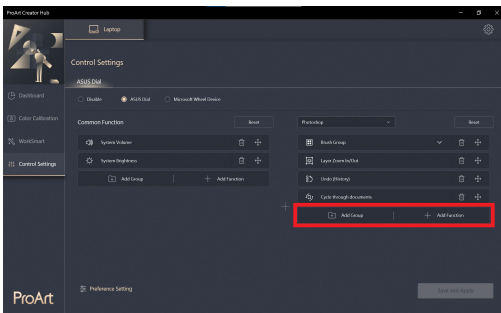 ProArt Creator Hub
Laptop
Control Settings
ASUS Dial
Dashboard
Disable
ASUS Dial
Microsoft Wheel Device
Color Calibration
Common Function
Reset
Photoshop
Reset
WorkSmart
System Volume
Brush Group
Control Settings
System Brightness
Layer Zoom In/Out
Add Group
Add Function
Undo (History)
Cycle through documents
Add Group
Add Function
Preference Setting
Save and Apply
ProArt